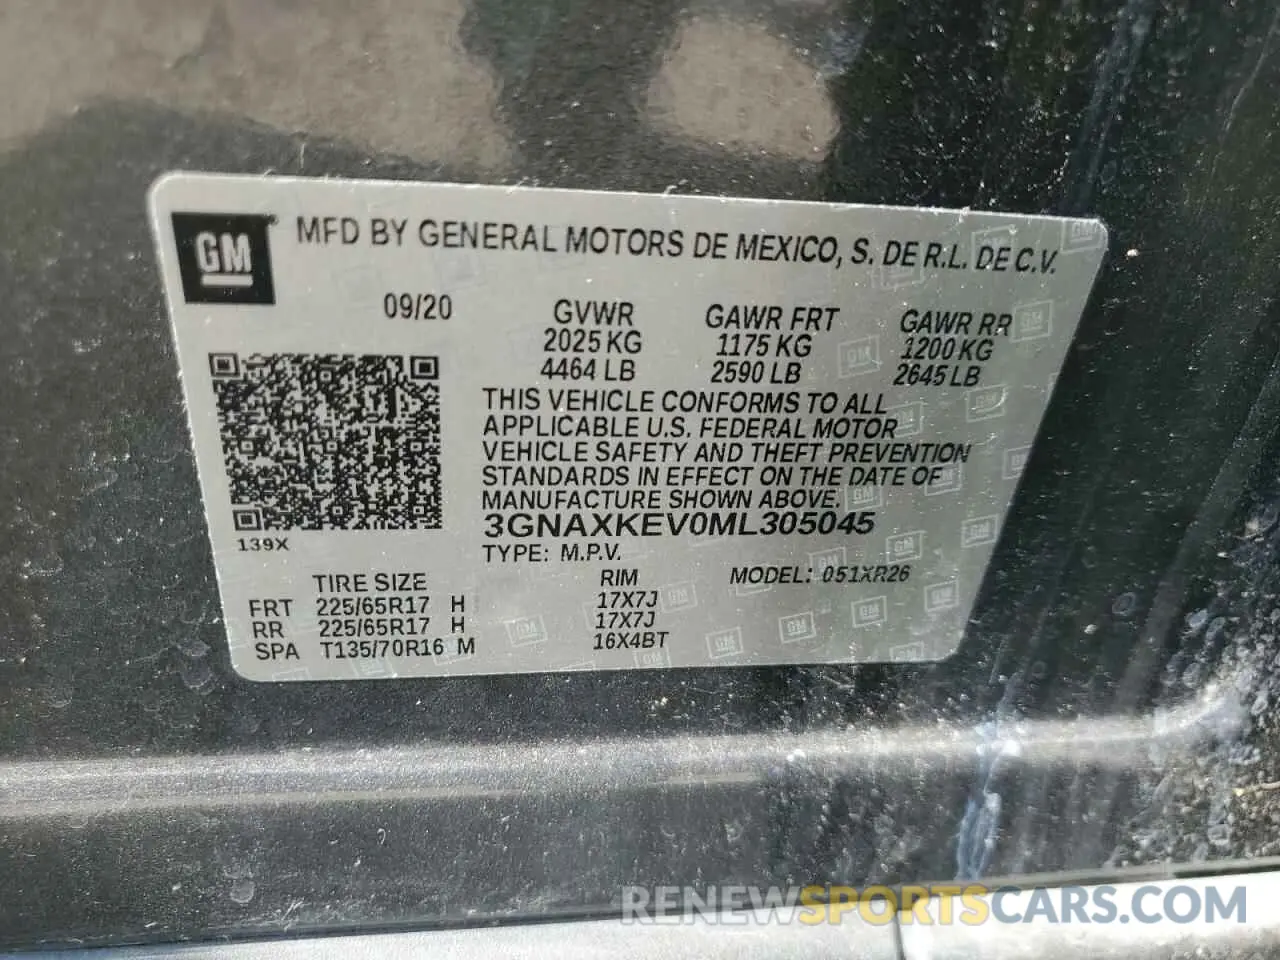 GM® MFD BY GENERAL MOTORS DE MEXICO, S. DE R.L. DE C.V.
09/20 GVWR GAWR FRT GAWR RR
2025 KG 1175 KG 1200 KG
4464 LB 2590 LB 2645 LB
THIS VEHICLE CONFORMS TO ALL
APPLICABLE U.S. FEDERAL MOTOR
VEHICLE SAFETY AND THEFT PREVENTION
STANDARDS IN EFFECT ON THE DATE OF
MANUFACTURE SHOWN ABOVE.
3GNAXKEV0ML305045
139X
TYPE: M.P.V.
TIRE SIZE RIM MODEL: 051XR26
FRT 225/65R17 H 17X7J
RR 225/65R17 H 17X7J
SPA T135/70R16 M 16X4BT
RENEWSPORTSCARS.COM